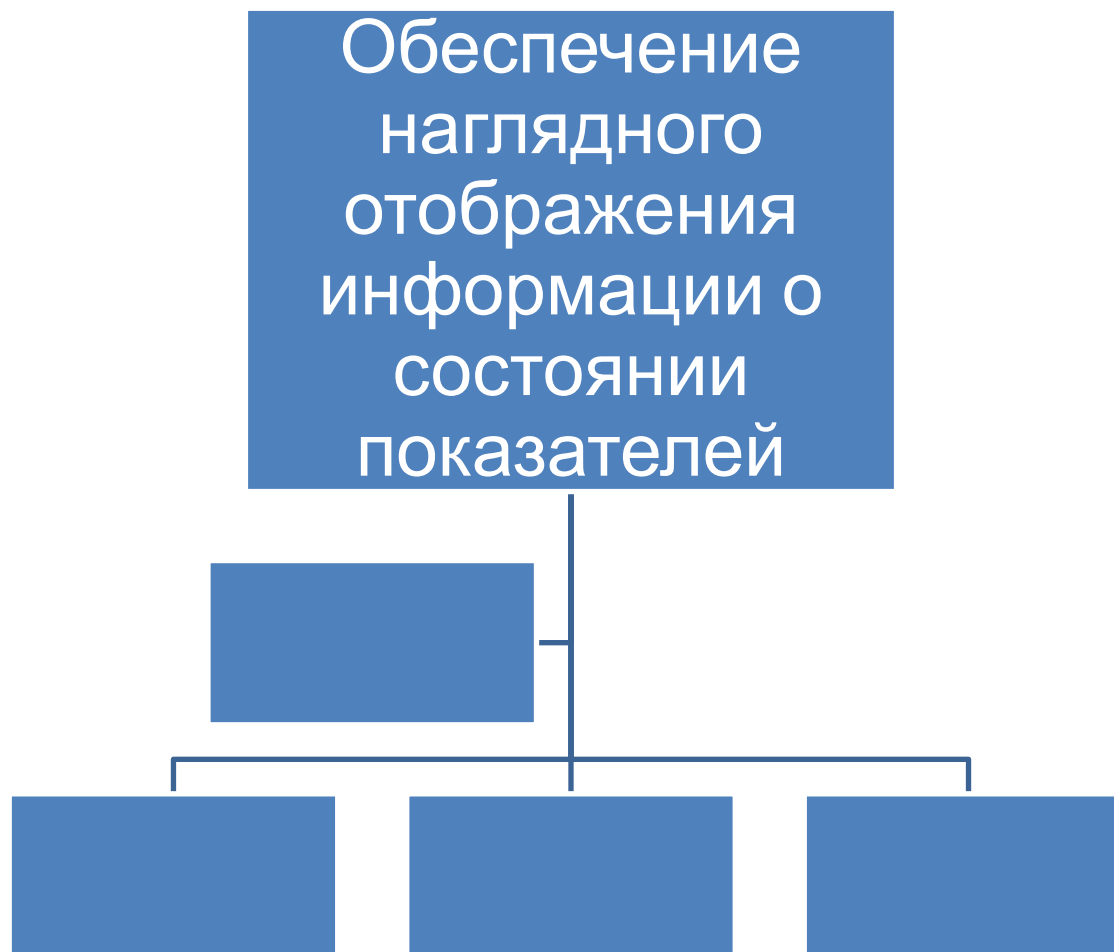 Обеспечение
наглядного
отображения
информации о
состоянии
показателей